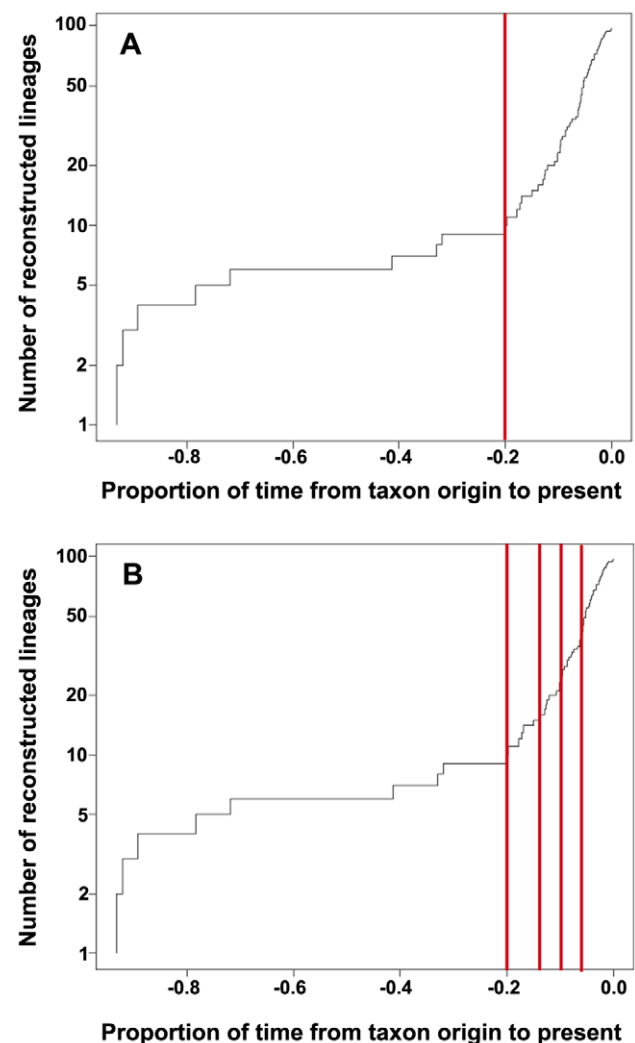 A
Number of reconstructed lineages
100
50
20
10
5
2
1
-0.8 -0.6 -0.4 -0.2 0.0
Proportion of time from taxon origin to present
B
Number of reconstructed lineages
100
50
20
10
5
2
1
-0.8 -0.6 -0.4 -0.2 0.0
Proportion of time from taxon origin to present